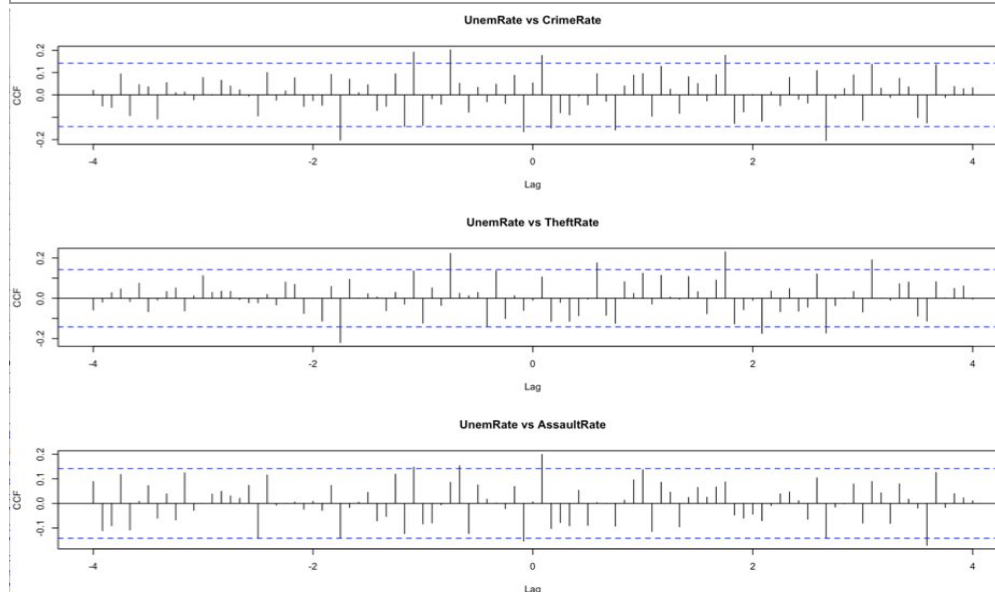 UnemRate vs CrimeRate
CCF
-0.2 0.0 0.1 0.2
-4 -2 0 2 4
Lag
UnemRate vs TheftRate
CCF
-0.2 0.0 0.2
-4 -2 0 2 4
Lag
UnemRate vs AssaultRate
CCF
-0.1 0.0 0.1 0.2
-4 -2 0 2 4
Lag